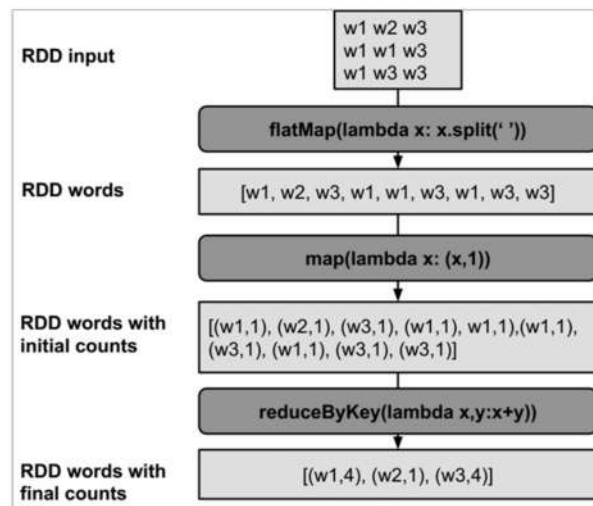 RDD input
w1 w2 w3
w1 w1 w3
w1 w3 w3
flatMap(lambda x: x.split(‘ ’))
RDD words
[w1, w2, w3, w1, w1, w3, w1, w3, w3]
map(lambda x: (x,1))
RDD words with
initial counts
[(w1,1), (w2,1), (w3,1), (w1,1), w1,1),(w1,1),
(w3,1), (w1,1), (w3,1), (w3,1)]
reduceByKey(lambda x,y:x+y))
RDD words with
final counts
[(w1,4), (w2,1), (w3,4)]